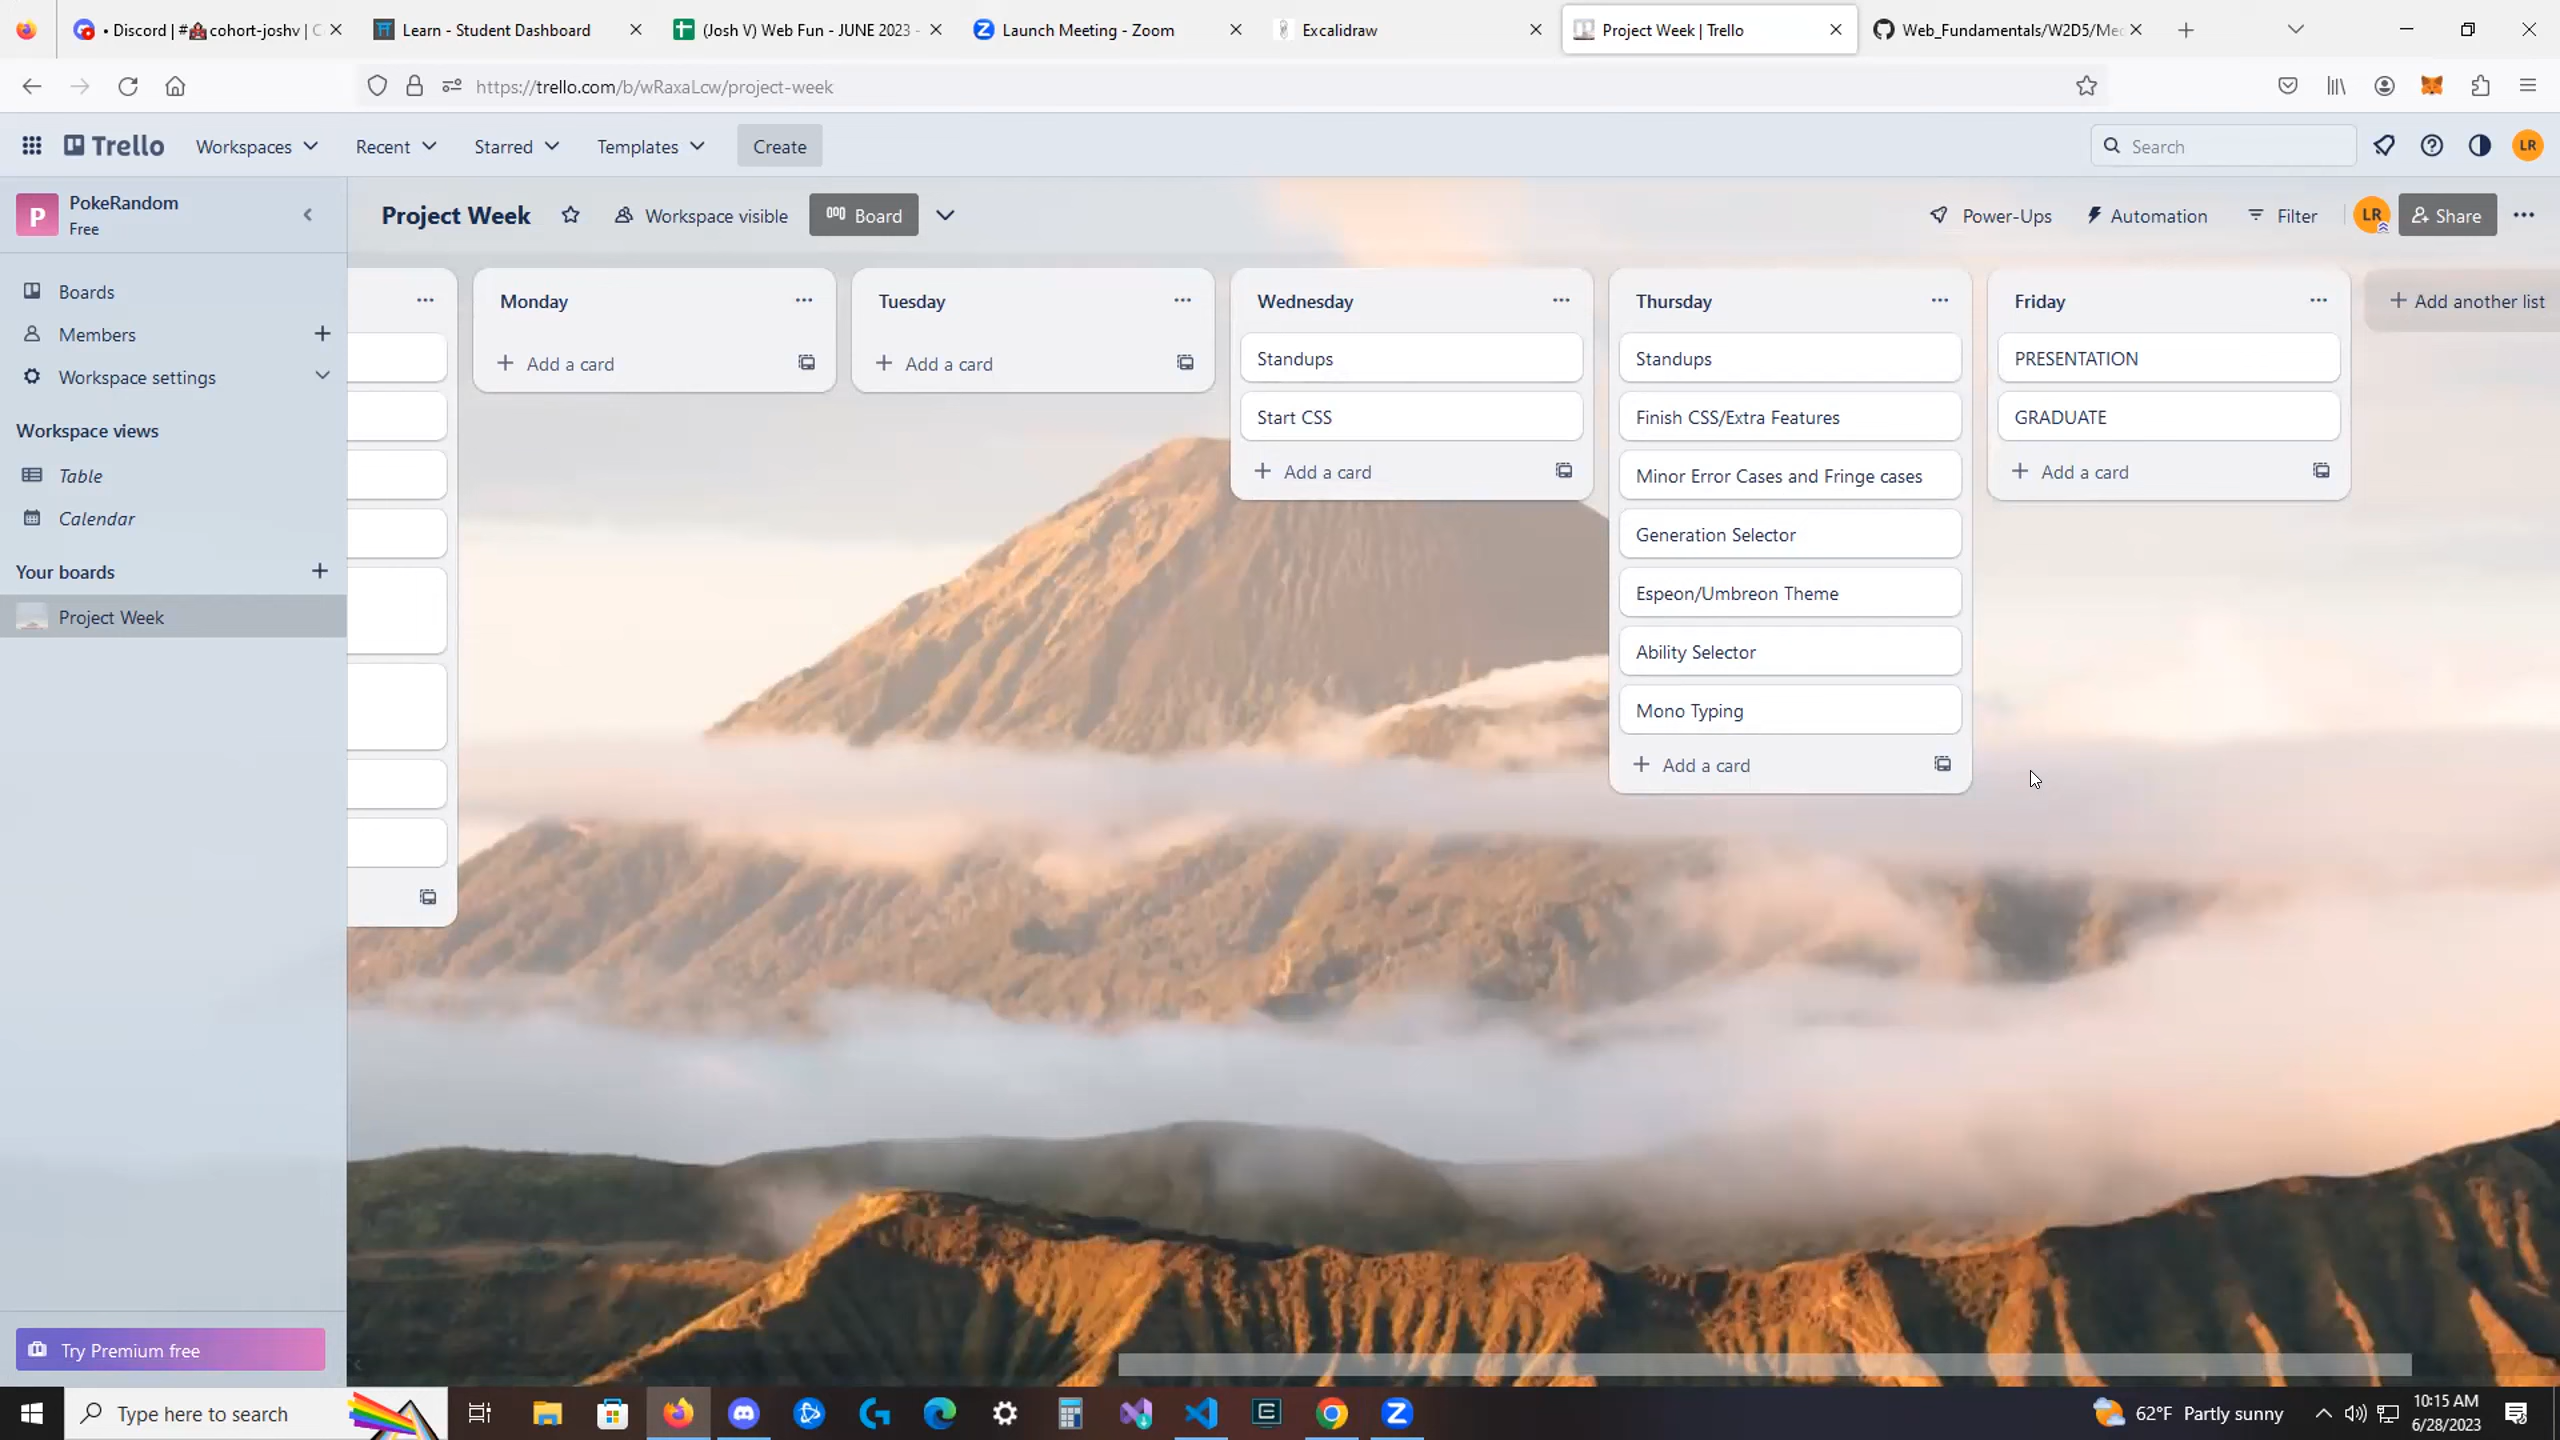 • Discord | # cohort-joshv | C
Learn - Student Dashboard
(Josh V) Web Fun - JUNE 2023 -
Launch Meeting - Zoom
Excalidraw
Project Week | Trello
Web_Fundamentals/W2D5/Mec
https://trello.com/b/wRaxaLcw/project-week
Trello
Workspaces
Recent
Starred
Templates
Create
Search
LR
P
PokeRandom
Free
Project Week
Workspace visible
Board
Power-Ups
Automation
Filter
LR
Share
Boards
Members
Workspace settings
Workspace views
Table
Calendar
Your boards
Project Week
Try Premium free
Monday
Add a card
Tuesday
Add a card
Wednesday
Standups
Start CSS
Add a card
Thursday
Standups
Finish CSS/Extra Features
Minor Error Cases and Fringe cases
Generation Selector
Espeon/Umbreon Theme
Ability Selector
Mono Typing
Add a card
Friday
PRESENTATION
GRADUATE
Add a card
Add another list
Type here to search
62°F Partly sunny
10:15 AM
6/28/2023